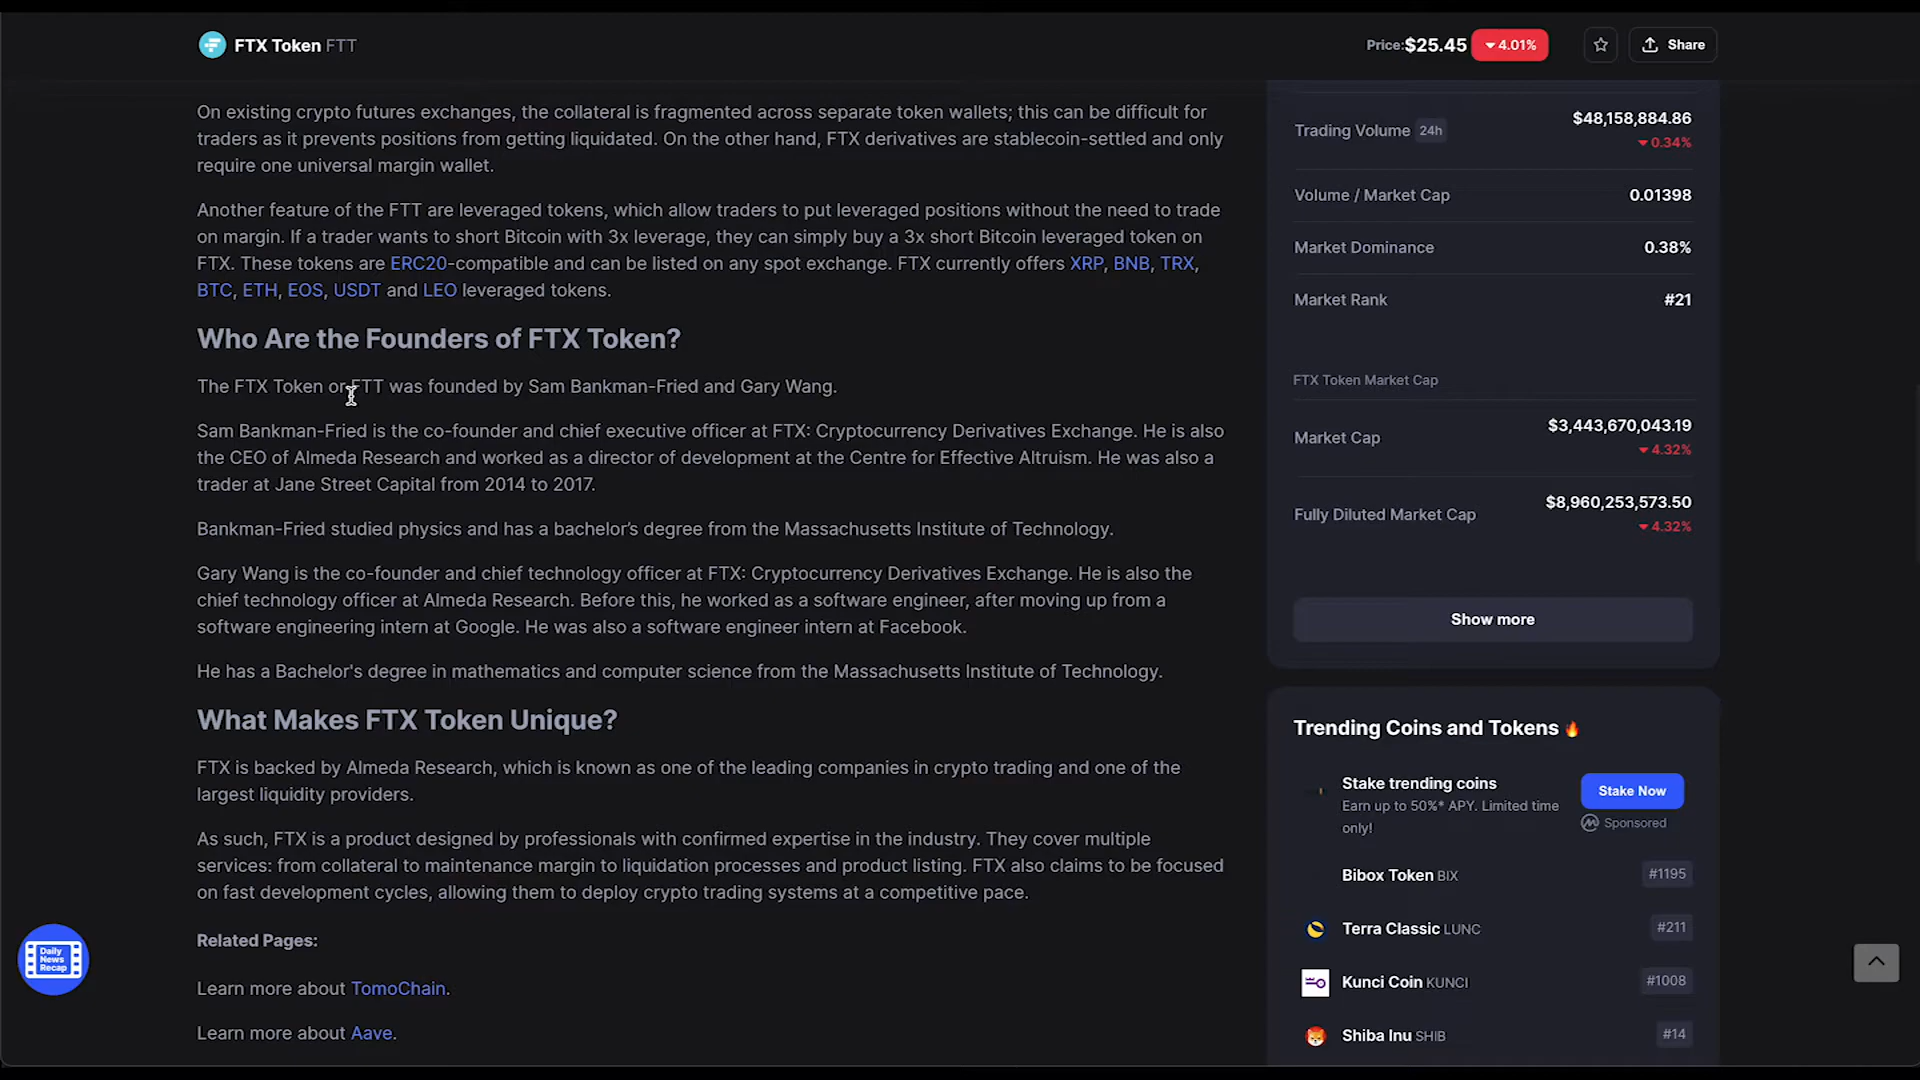 FTX Token FTT
Price:$25.45 4.01%
Share
On existing crypto futures exchanges, the collateral is fragmented across separate token wallets; this can be difficult for
traders as it prevents positions from getting liquidated. On the other hand, FTX derivatives are stablecoin-settled and only
require one universal margin wallet.
Another feature of the FTT are leveraged tokens, which allow traders to put leveraged positions without the need to trade
on margin. If a trader wants to short Bitcoin with 3x leverage, they can simply buy a 3x short Bitcoin leveraged token on
FTX. These tokens are ERC20-compatible and can be listed on any spot exchange. FTX currently offers XRP, BNB, TRX,
BTC, ETH, EOS, USDT and LEO leveraged tokens.
Who Are the Founders of FTX Token?
The FTX Token or FTT was founded by Sam Bankman-Fried and Gary Wang.
Sam Bankman-Fried is the co-founder and chief executive officer at FTX: Cryptocurrency Derivatives Exchange. He is also
the CEO of Almeda Research and worked as a director of development at the Centre for Effective Altruism. He was also a
trader at Jane Street Capital from 2014 to 2017.
Bankman-Fried studied physics and has a bachelor's degree from the Massachusetts Institute of Technology.
Gary Wang is the co-founder and chief technology officer at FTX: Cryptocurrency Derivatives Exchange. He is also the
chief technology officer at Almeda Research. Before this, he worked as a software engineer, after moving up from a
software engineering intern at Google. He was also a software engineer intern at Facebook.
He has a Bachelor's degree in mathematics and computer science from the Massachusetts Institute of Technology.
What Makes FTX Token Unique?
FTX is backed by Almeda Research, which is known as one of the leading companies in crypto trading and one of the
largest liquidity providers.
As such, FTX is a product designed by professionals with confirmed expertise in the industry. They cover multiple
services: from collateral to maintenance margin to liquidation processes and product listing. FTX also claims to be focused
on fast development cycles, allowing them to deploy crypto trading systems at a competitive pace.
Related Pages:
Learn more about TomoChain.
Learn more about Aave.
Daily
News
Recap
Trading Volume 24h
$48,158,884.86
0.34%
Volume / Market Cap
0.01398
Market Dominance
0.38%
Market Rank
#21
FTX Token Market Cap
Market Cap
$3,443,670,043.19
4.32%
Fully Diluted Market Cap
$8,960,253,573.50
4.32%
Show more
Trending Coins and Tokens
Stake trending coins
Earn up to 50%* APY. Limited time
only!
Stake Now
Sponsored
Bibox Token BIX
#1195
Terra Classic LUNC
#211
Kunci Coin KUNCI
#1008
Shiba Inu SHIB
#14